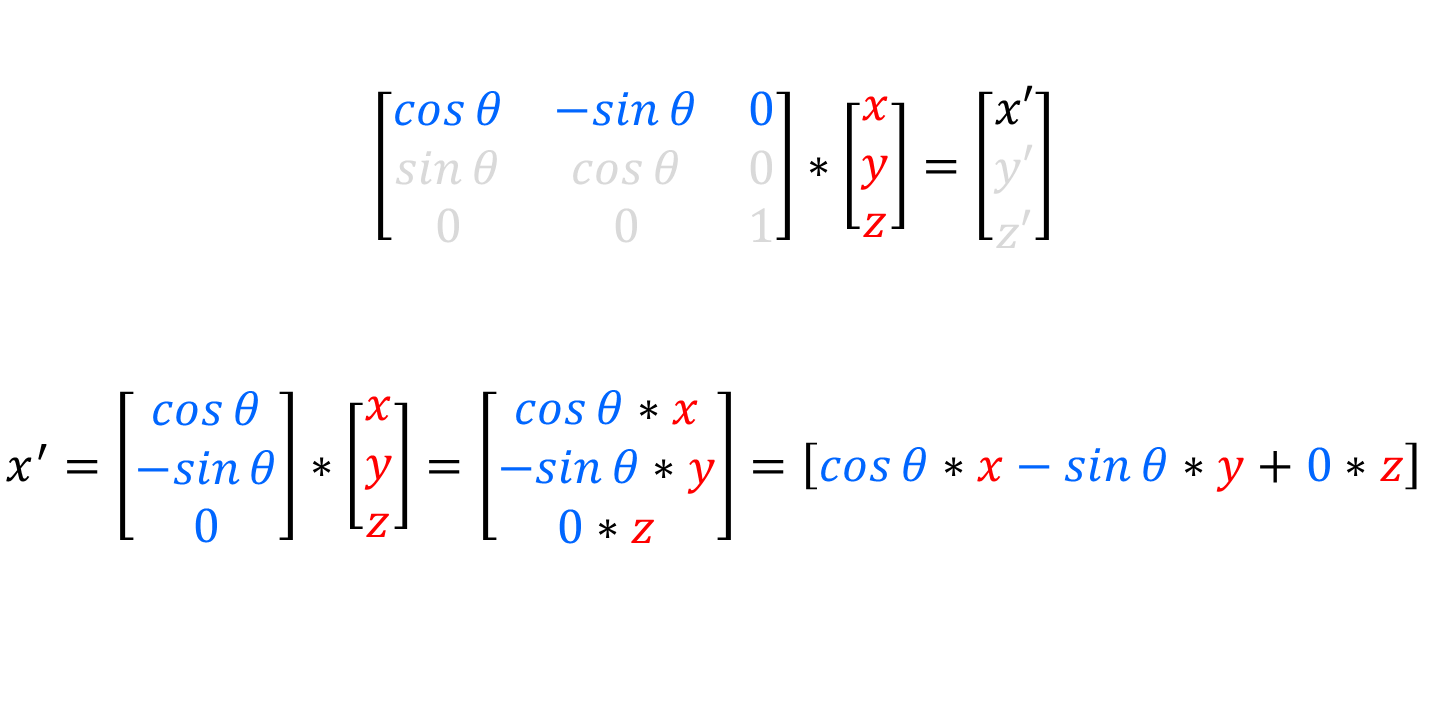 [cos θ −sin θ 0] * [x] = [x′]
[sin θ cos θ 0] [y] [y′]
[0 0 1] [z] [z′]
x′ = [cos θ] * [x] = [cos θ * x] = [cos θ * x − sin θ * y + 0 * z]
[−sin θ] [y] [−sin θ * y]
[0] [z] [0 * z]